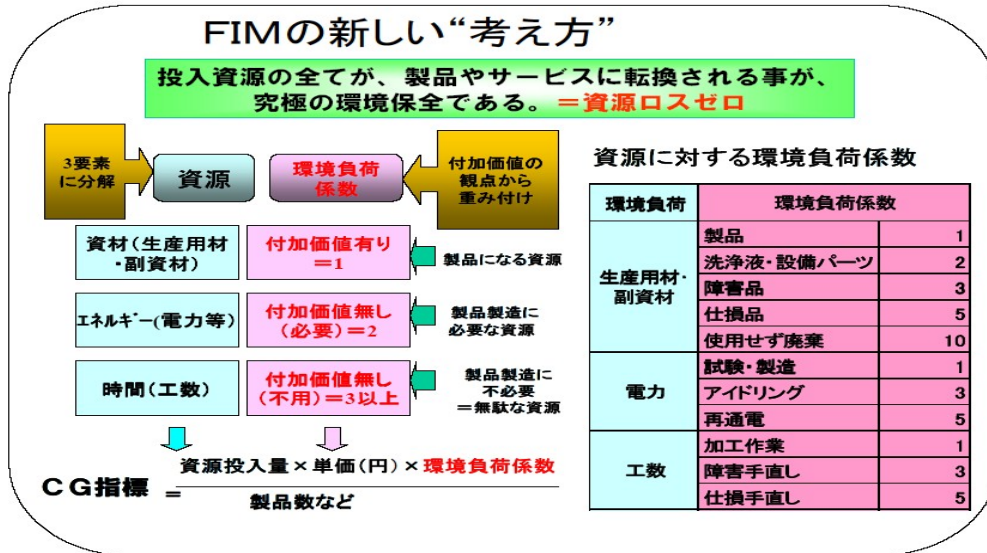 FIMの新しい“考え方”
投入資源の全てが、製品やサービスに転換される事が、
究極の環境保全である。＝資源ロスゼロ
3要素
に分解
資源
環境負荷
係数
付加価値の
観点から
重み付け
資材(生産用材
・副資材)
付加価値有り
＝1
製品になる資源
エネルギー(電力等)
付加価値無し
(必要)＝2
製品製造に
必要な資源
時間(工数)
付加価値無し
(不用)＝3以上
製品製造に
不必要
＝無駄な資源
CG指標 ＝
資源投入量×単価(円)×環境負荷係数
製品数など
資源に対する環境負荷係数
環境負荷 環境負荷係数
生産用材・
副資材
製品 1
洗浄液・設備パーツ 2
障害品 3
仕損品 5
使用せず廃棄 10
電力
試験・製造 1
アイドリング 3
再通電 5
工数
加工作業 1
障害手直し 3
仕損手直し 5